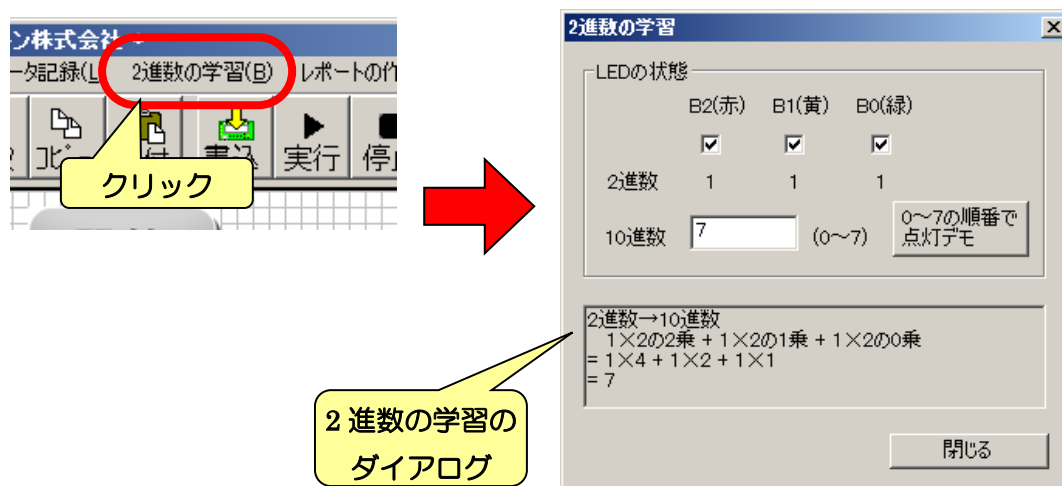 ン株式会社
ータ記録(L 2進数の学習(B) レポートの作
コピー 書込 実行 停止
クリック
2進数の学習
LEDの状態
B2(赤) B1(黄) B0(緑)
2進数 1 1 1
10進数 7 (0～7) 0～7の順番で
点灯デモ
2進数→10進数
1×2の2乗 + 1×2の1乗 + 1×2の0乗
= 1×4 + 1×2 + 1×1
= 7
2 進数の学習の
ダイアログ
閉じる